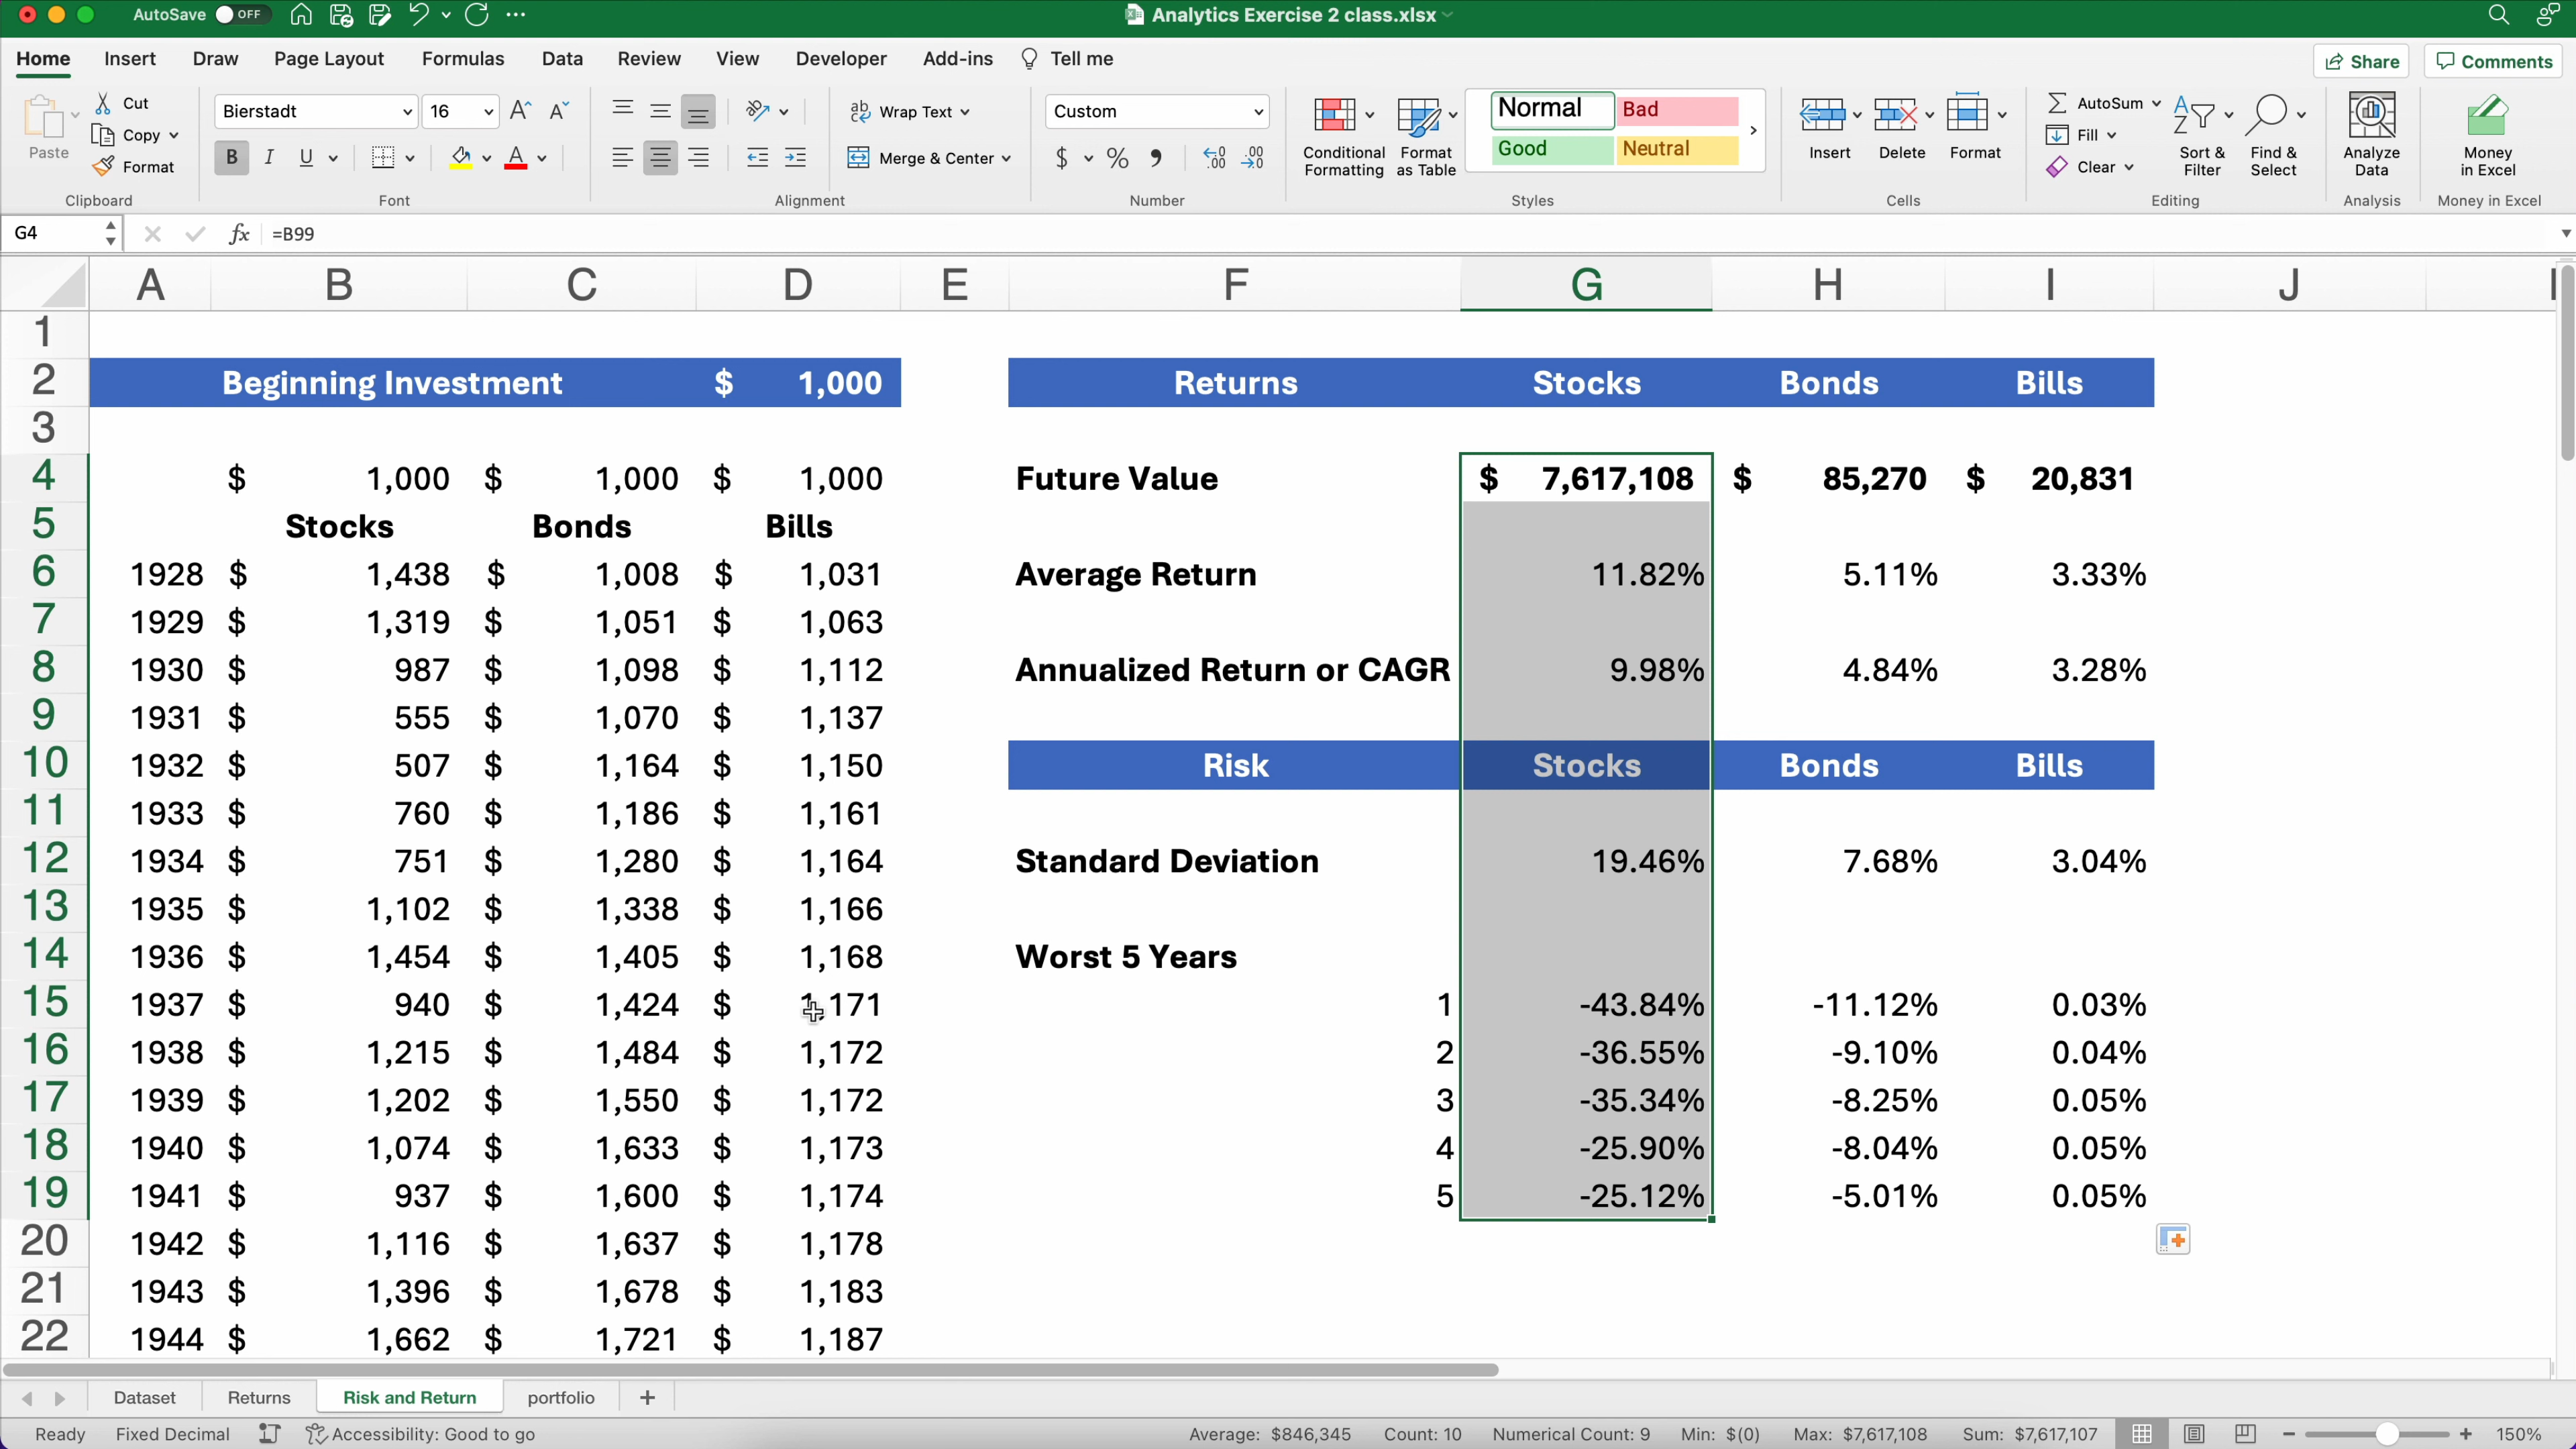 AutoSave OFF Analytics Exercise 2 class.xlsx
Home Insert Draw Page Layout Formulas Data Review View Developer Add-ins Tell me Share Comments
Paste Cut Copy Format Clipboard
Bierstadt 16 B I U A Font
Wrap Text Merge & Center Alignment
Custom $ % Number
Conditional Formatting Format as Table Normal Bad Good Neutral Styles
Insert Delete Format Cells
AutoSum Fill Clear Sort & Filter Find & Select Editing
Analyze Data Analysis
Money in Excel Money in Excel
G4 fx =B99
A B C D E F G H I J
1
2 Beginning Investment $ 1,000 Returns Stocks Bonds Bills
3
4 $ 1,000 $ 1,000 $ 1,000 Future Value $ 7,617,108 $ 85,270 $ 20,831
5 Stocks Bonds Bills
6 1928 $ 1,438 $ 1,008 $ 1,031 Average Return 11.82% 5.11% 3.33%
7 1929 $ 1,319 $ 1,051 $ 1,063
8 1930 $ 987 $ 1,098 $ 1,112 Annualized Return or CAGR 9.98% 4.84% 3.28%
9 1931 $ 555 $ 1,070 $ 1,137
10 1932 $ 507 $ 1,164 $ 1,150 Risk Stocks Bonds Bills
11 1933 $ 760 $ 1,186 $ 1,161
12 1934 $ 751 $ 1,280 $ 1,164 Standard Deviation 19.46% 7.68% 3.04%
13 1935 $ 1,102 $ 1,338 $ 1,166
14 1936 $ 1,454 $ 1,405 $ 1,168 Worst 5 Years
15 1937 $ 940 $ 1,424 $ 1,171 1 -43.84% -11.12% 0.03%
16 1938 $ 1,215 $ 1,484 $ 1,172 2 -36.55% -9.10% 0.04%
17 1939 $ 1,202 $ 1,550 $ 1,172 3 -35.34% -8.25% 0.05%
18 1940 $ 1,074 $ 1,633 $ 1,173 4 -25.90% -8.04% 0.05%
19 1941 $ 937 $ 1,600 $ 1,174 5 -25.12% -5.01% 0.05%
20 1942 $ 1,116 $ 1,637 $ 1,178
21 1943 $ 1,396 $ 1,678 $ 1,183
22 1944 $ 1,662 $ 1,721 $ 1,187
Dataset Returns Risk and Return portfolio +
Ready Fixed Decimal Accessibility: Good to go Average: $846,345 Count: 10 Numerical Count: 9 Min: $(0) Max: $7,617,108 Sum: $7,617,107 150%